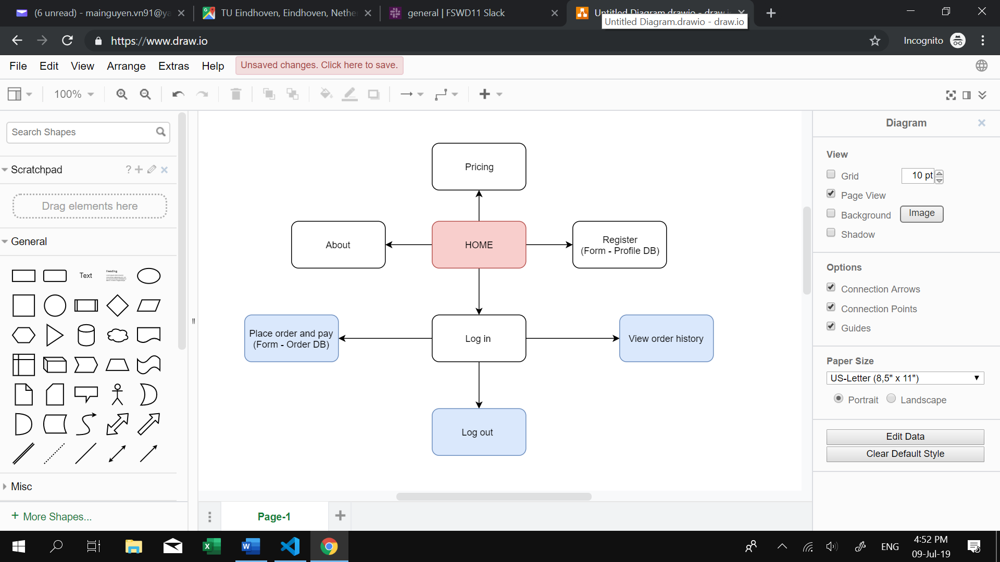 (6 unread) - mainguyen.vn91@ya
TU Eindhoven, Eindhoven, Nethe
general | FSWD11 Slack
Untitled Diagram.drawio - draw.i
Untitled Diagram.drawio - draw.io
https://www.draw.io
Incognito
File Edit View Arrange Extras Help
Unsaved changes. Click here to save.
100%
Search Shapes
Scratchpad
?
Drag elements here
General
Text
Heading
Misc
+ More Shapes...
Pricing
About
HOME
Register
(Form - Profile DB)
Place order and pay
(Form - Order DB)
Log in
View order history
Log out
Page-1
Diagram
View
Grid
10 pt
Page View
Background
Image
Shadow
Options
Connection Arrows
Connection Points
Guides
Paper Size
US-Letter (8,5" x 11")
Portrait
Landscape
Edit Data
Clear Default Style
ENG
4:52 PM
09-Jul-19